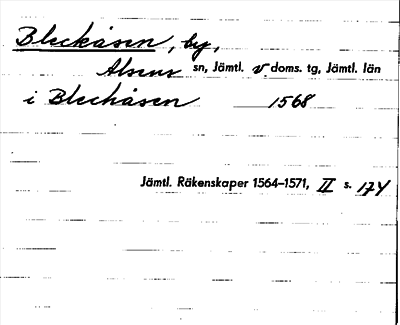 Bleckåsen, by,
Alsens sn, Jämtl. v doms. tg, Jämtl. län
i Bleckåsen 1568
Jämtl. Räkenskaper 1564–1571, II s. 174